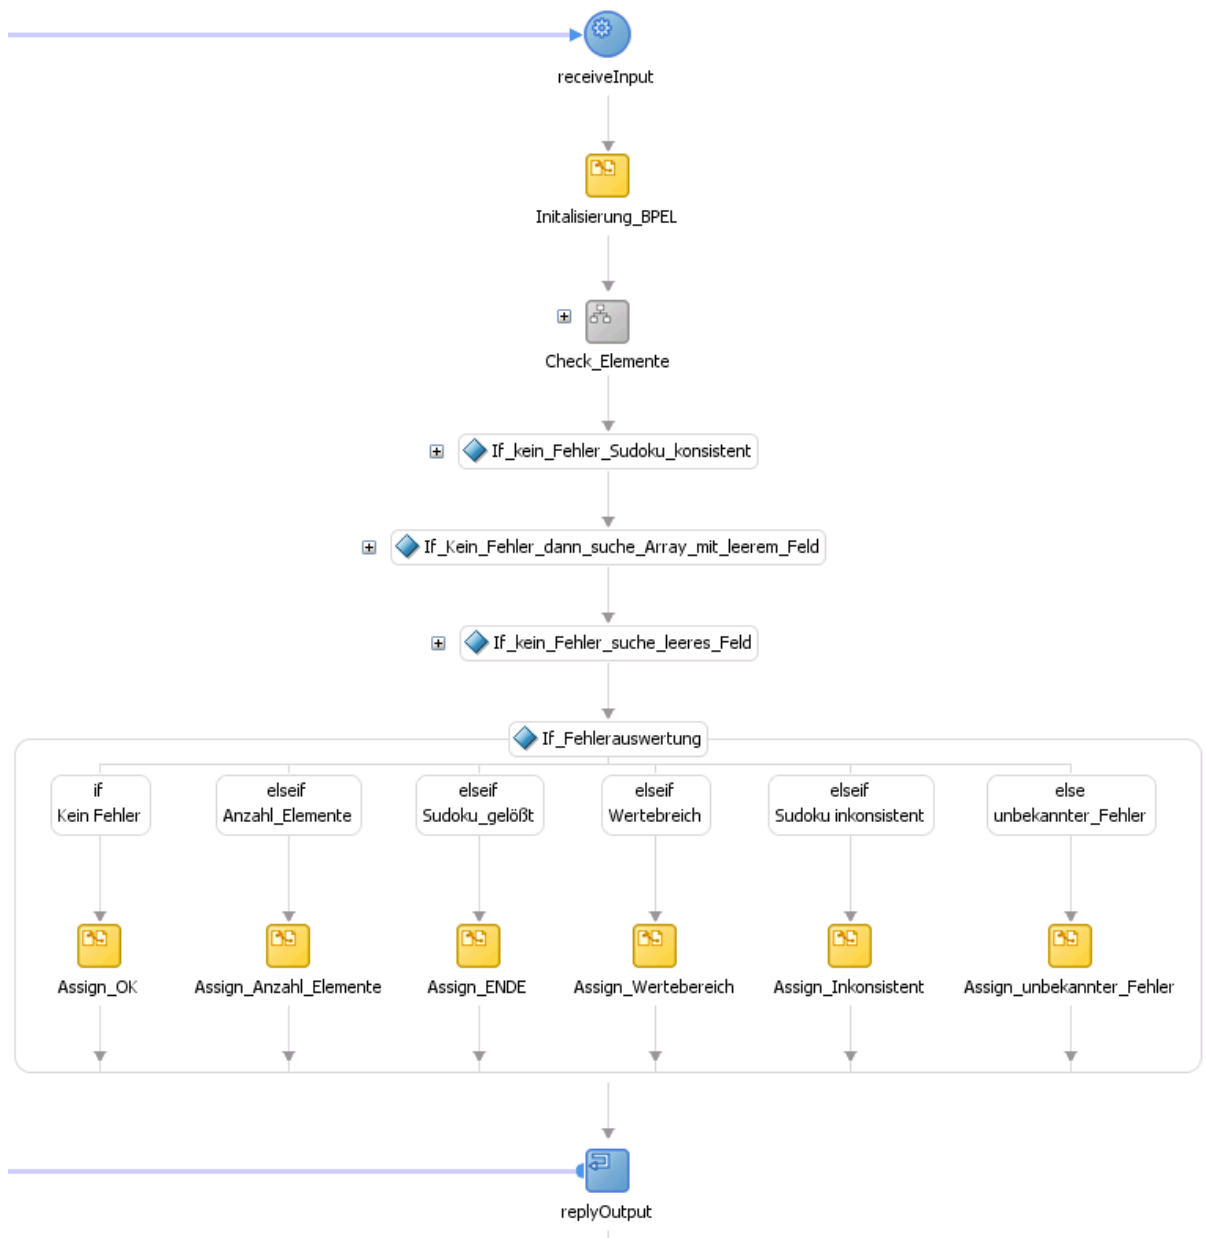 receiveInput
Initalisierung_BPEL
Check_Elemente
If_kein_Fehler_Sudoku_konsistent
If_Kein_Fehler_dann_suche_Array_mit_leerem_Feld
If_kein_Fehler_suche_leeres_Feld
If_Fehlerauswertung
if
Kein Fehler
elseif
Anzahl_Elemente
elseif
Sudoku_gelößt
elseif
Wertebreich
elseif
Sudoku inkonsistent
else
unbekannter_Fehler
Assign_OK
Assign_Anzahl_Elemente
Assign_ENDE
Assign_Wertebereich
Assign_Inkonsistent
Assign_unbekannter_Fehler
replyOutput